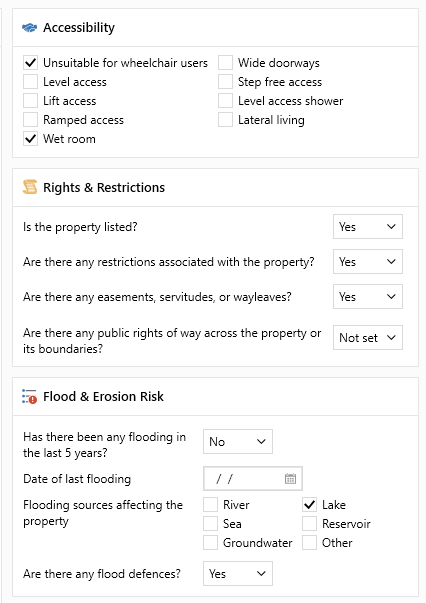 Accessibility
Unsuitable for wheelchair users
Wide doorways
Level access
Step free access
Lift access
Level access shower
Ramped access
Lateral living
Wet room
Rights & Restrictions
Is the property listed? Yes
Are there any restrictions associated with the property? Yes
Are there any easements, servitudes, or wayleaves? Yes
Are there any public rights of way across the property or
its boundaries?
Not set
Flood & Erosion Risk
Has there been any flooding in
the last 5 years?
No
Date of last flooding / /
Flooding sources affecting the
property
River
Lake
Sea
Reservoir
Groundwater
Other
Are there any flood defences? Yes